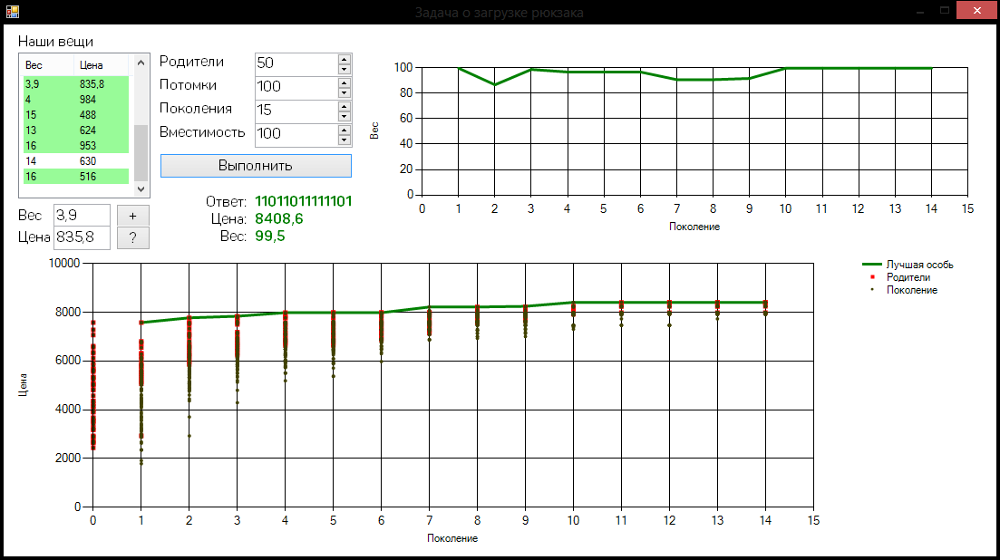 Задача о загрузке рюкзака
Наши вещи
Вес Цена
3,9 835,8
4 984
15 488
13 624
16 953
14 630
16 516
Вес 3,9 +
Цена 835,8 ?
Родители 50
Потомки 100
Поколения 15
Вместимость 100
Выполнить
Ответ: 11011011111101
Цена: 8408,6
Вес: 99,5
100
80
60
40
20
0
Вес
0 1 2 3 4 5 6 7 8 9 10 11 12 13 14 15
Поколение
10000
8000
6000
4000
2000
0
Цена
0 1 2 3 4 5 6 7 8 9 10 11 12 13 14 15
Поколение
Лучшая особь
Родители
Поколение